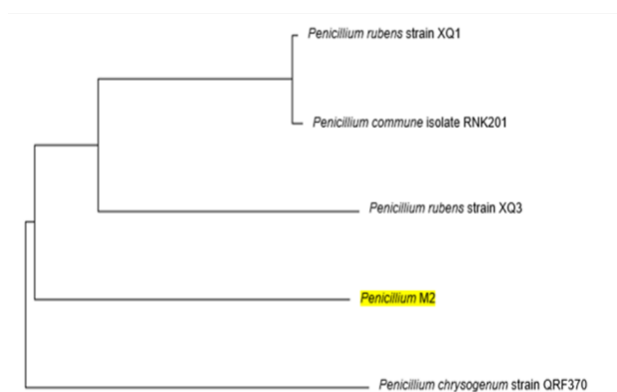 Penicillium rubens strain XQ1
Penicillium commune isolate RNK201
Penicillium rubens strain XQ3
Penicillium M2
Penicillium chrysogenum strain QRF370